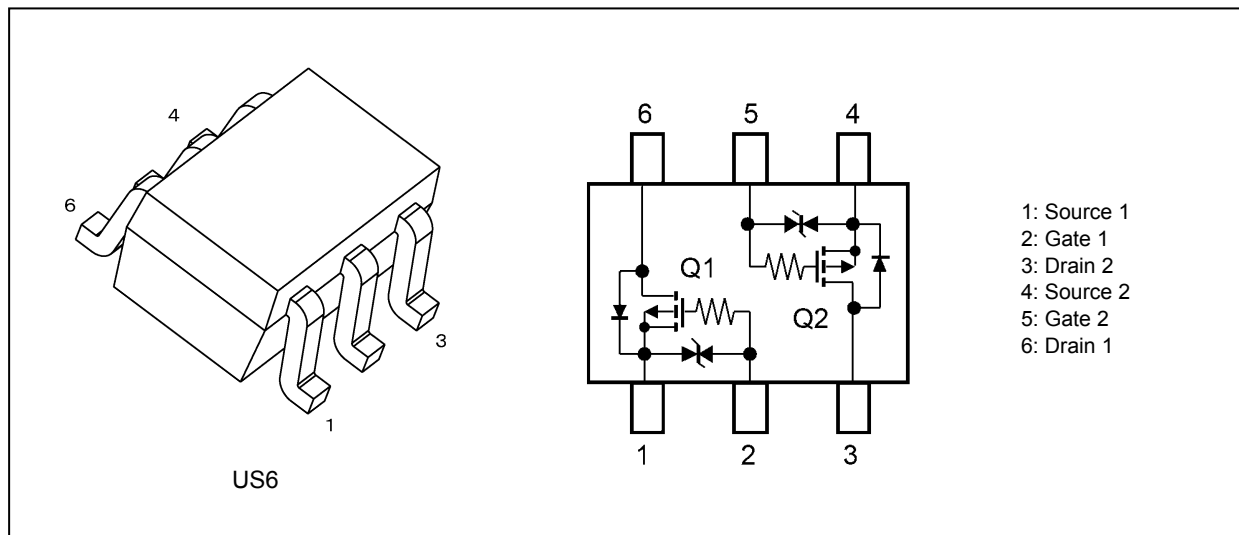 4
6
3
1
US6
6 5 4
Q1
Q2
1 2 3
1: Source 1
2: Gate 1
3: Drain 2
4: Source 2
5: Gate 2
6: Drain 1